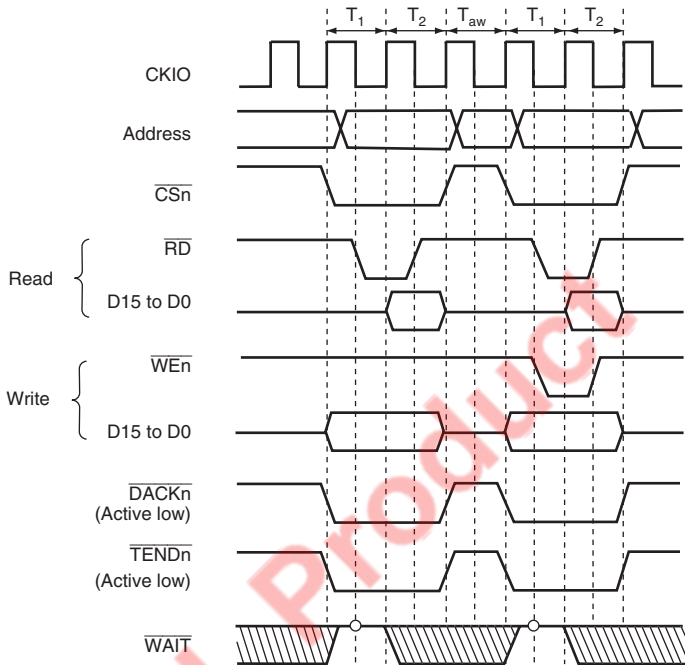 T1 T2 Taw T1 T2
CKIO
Address
CSn
Read
RD
D15 to D0
Write
WEn
D15 to D0
DACKn
(Active low)
TENDn
(Active low)
WAIT
Product